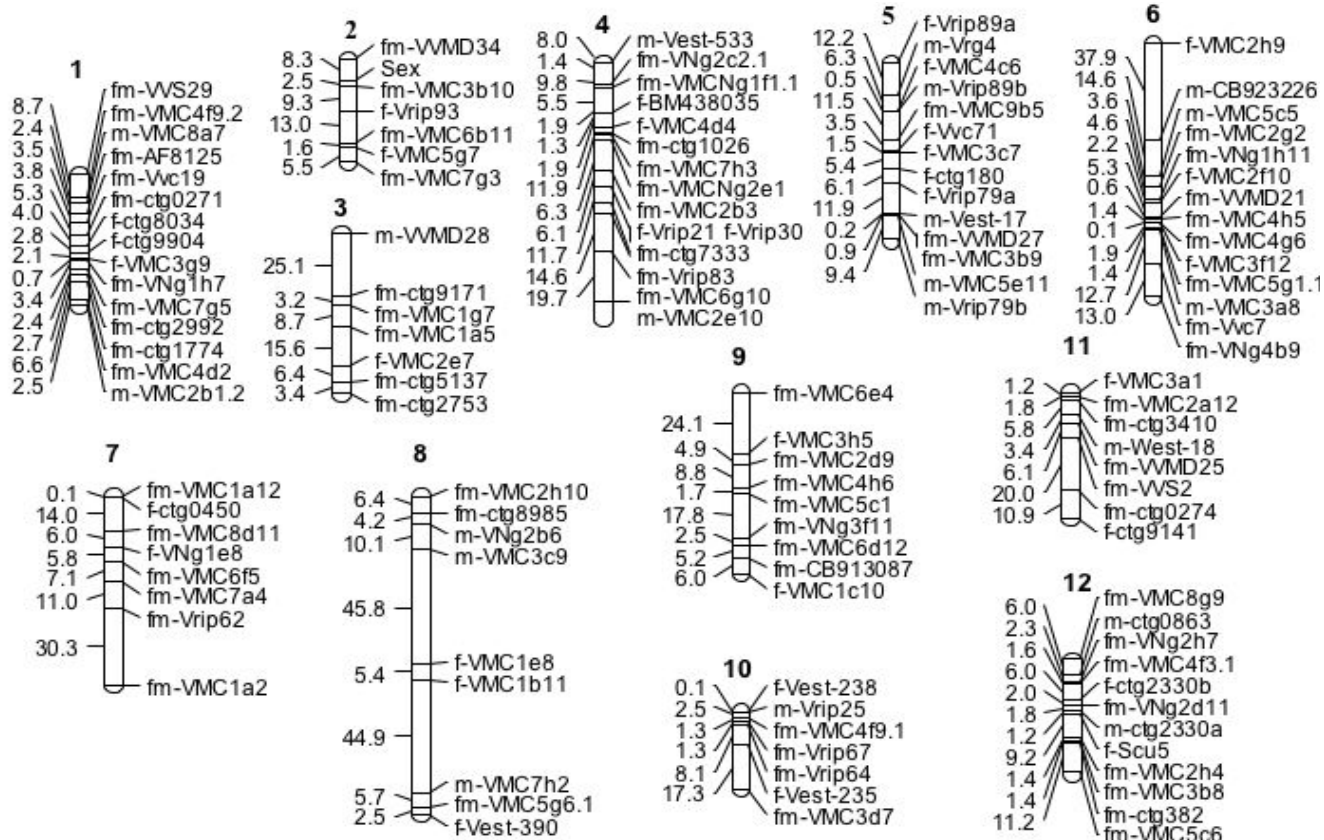 1
8.7
2.4
3.5
3.8
5.3
4.0
2.8
2.1
0.7
3.4
2.4
2.7
6.6
2.5
fm-VVS29
fm-VMC4f9.2
m-VMC8a7
fm-AF8125
fm-Vvc19
fm-ctg0271
f-ctg8034
f-ctg9904
f-VMC3g9
fm-VNg1h7
fm-VMC7g5
fm-ctg2992
fm-ctg1774
fm-VMC4d2
m-VMC2b1.2
2
8.3
2.5
9.3
13.0
1.6
5.5
fm-VVMD34
Sex
fm-VMC3b10
f-Vrip93
fm-VMC6b11
f-VMC5g7
fm-VMC7g3
3
25.1
3.2
8.7
15.6
6.4
3.4
m-VVMD28
fm-ctg9171
fm-VMC1g7
fm-VMC1a5
f-VMC2e7
fm-ctg5137
fm-ctg2753
4
8.0
1.4
9.8
5.5
1.9
1.3
1.9
11.9
6.3
6.1
11.7
14.6
19.7
m-Vest-533
fm-VNg2c2.1
fm-VMCNg1f1.1
f-BM438035
f-VMC4d4
fm-ctg1026
fm-VMC7h3
fm-VMCNg2e1
fm-VMC2b3
f-Vrip21 f-Vrip30
fm-ctg7333
fm-Vrip83
fm-VMC6g10
m-VMC2e10
5
12.2
6.3
0.5
11.5
3.5
1.5
5.4
6.1
11.9
0.2
0.9
9.4
f-Vrip89a
m-Vrg4
f-VMC4c6
m-Vrip89b
fm-VMC9b5
f-Vvc71
f-VMC3c7
f-ctg180
f-Vrip79a
m-Vest-17
fm-VVMD27
fm-VMC3b9
m-VMC5e11
m-Vrip79b
6
37.9
14.6
3.6
4.6
2.2
5.3
0.6
1.4
0.1
1.9
1.4
12.7
13.0
f-VMC2h9
m-CB923226
m-VMC5c5
fm-VMC2g2
fm-VNg1h11
f-VMC2f10
fm-VVMD21
fm-VMC4h5
fm-VMC4g6
f-VMC3f12
fm-VMC5g1.1
m-VMC3a8
fm-Vvc7
fm-VNg4b9
7
0.1
14.0
6.0
5.8
7.1
11.0
30.3
fm-VMC1a12
f-ctg0450
fm-VMC8d11
f-VNg1e8
fm-VMC6f5
fm-VMC7a4
fm-Vrip62
fm-VMC1a2
8
6.4
4.2
10.1
45.8
5.4
44.9
5.7
2.5
fm-VMC2h10
fm-ctg8985
m-VNg2b6
m-VMC3c9
f-VMC1e8
f-VMC1b11
m-VMC7h2
fm-VMC5g6.1
f-Vest-390
9
24.1
4.9
8.8
1.7
17.8
2.5
5.2
6.0
fm-VMC6e4
f-VMC3h5
fm-VMC2d9
fm-VMC4h6
fm-VMC5c1
fm-VNg3f11
fm-VMC6d12
fm-CB913087
f-VMC1c10
10
0.1
2.5
1.3
1.3
8.1
17.3
f-Vest-238
m-Vrip25
fm-VMC4f9.1
fm-Vrip67
fm-Vrip64
f-Vest-235
fm-VMC3d7
11
1.2
1.8
5.8
3.4
6.1
20.0
10.9
f-VMC3a1
fm-VMC2a12
fm-ctg3410
m-West-18
fm-VVMD25
fm-VVS2
fm-ctg0274
f-ctg9141
12
6.0
2.3
1.6
6.0
2.0
1.8
1.2
9.2
1.4
1.4
11.2
fm-VMC8g9
m-ctg0863
fm-VNg2h7
fm-VMC4f3.1
f-ctg2330b
fm-VNg2d11
m-ctg2330a
f-Scu5
fm-VMC2h4
fm-VMC3b8
fm-ctg382
fm-VMC5c6